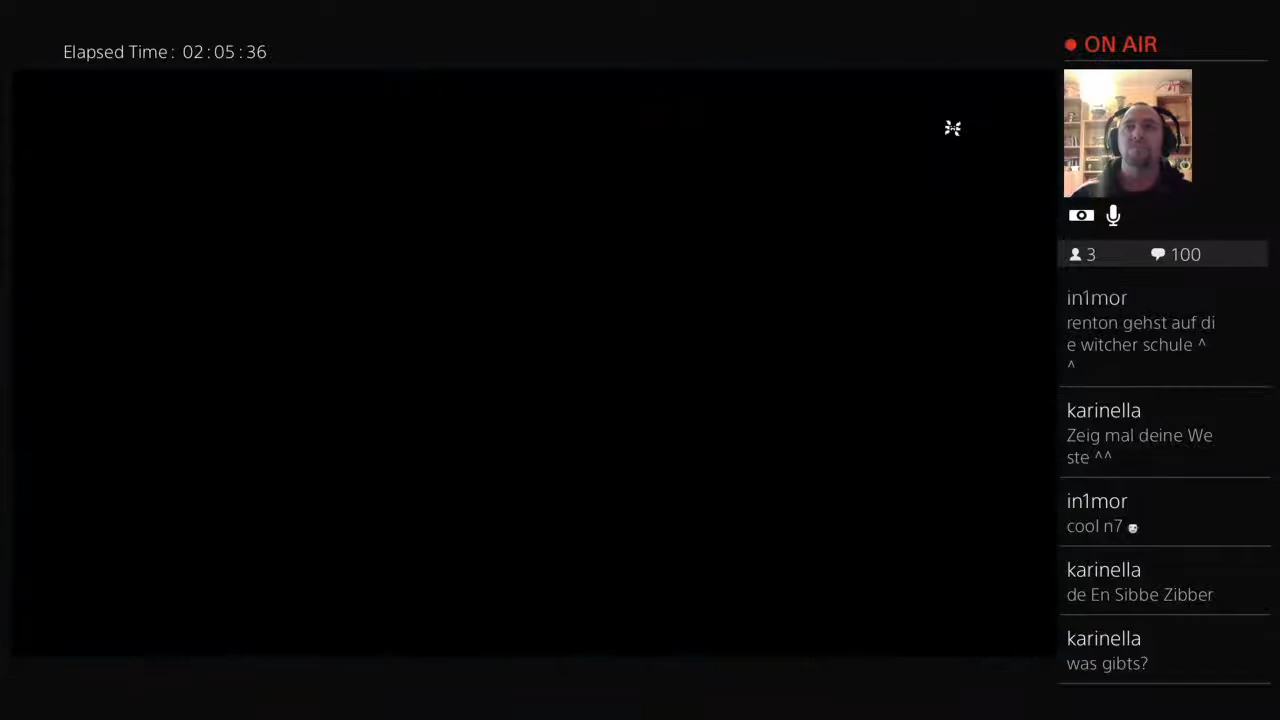 Elapsed Time: 02:05:36
ON AIR
3 100
in1mor
renton gehst auf di
e witcher schule ^
^
karinella
Zeig mal deine We
ste ^^
in1mor
cool n7
karinella
de En Sibbe Zibber
karinella
was gibts?